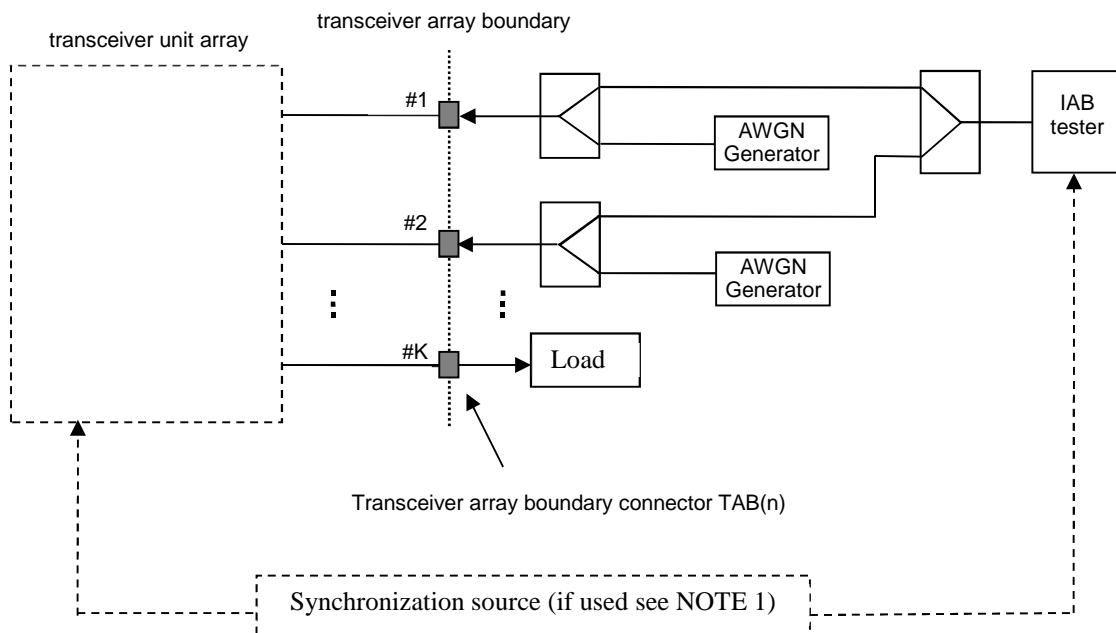 transceiver array boundary
transceiver unit array
#1
AWGN
Generator
IAB
tester
#2
AWGN
Generator
#K
Load
Transceiver array boundary connector TAB(n)
Synchronization source (if used see NOTE 1)